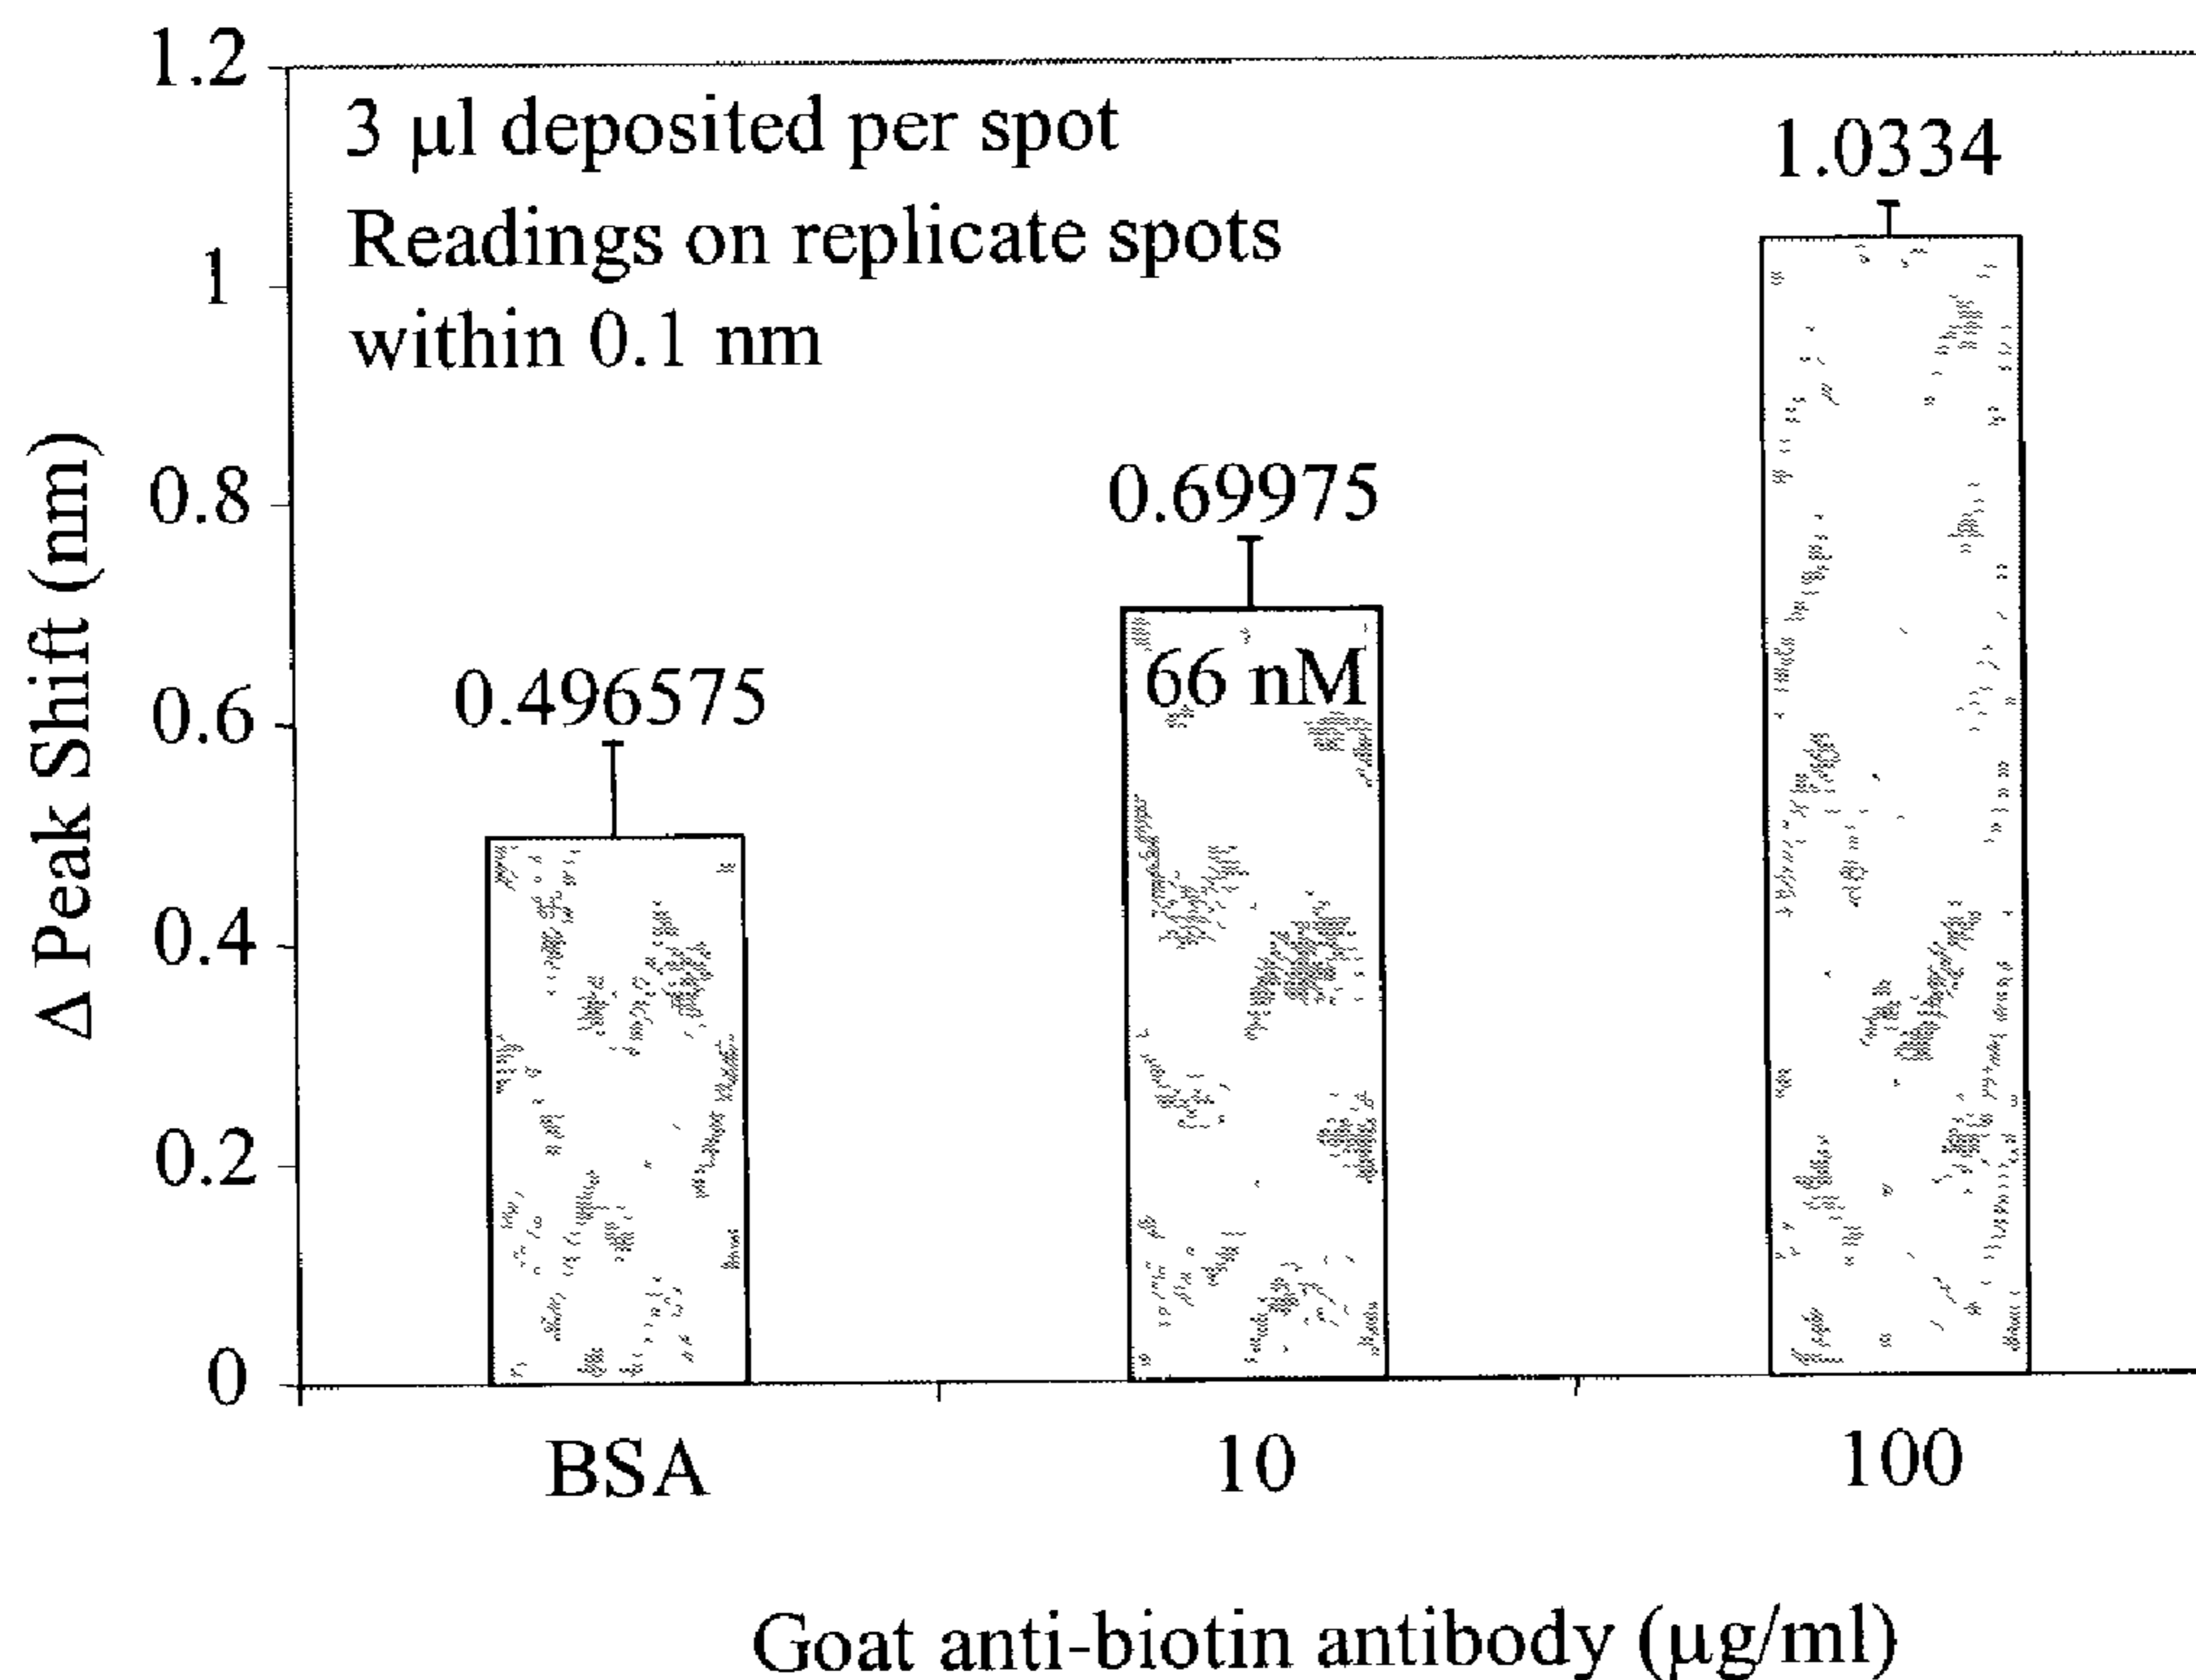 1.2
3 µl deposited per spot
Readings on replicate spots
within 0.1 nm
1.0334
1
0.8
0.69975
66 nM
0.6
0.496575
0.4
0.2
0
Δ Peak Shift (nm)
BSA
10
100
Goat anti-biotin antibody (µg/ml)